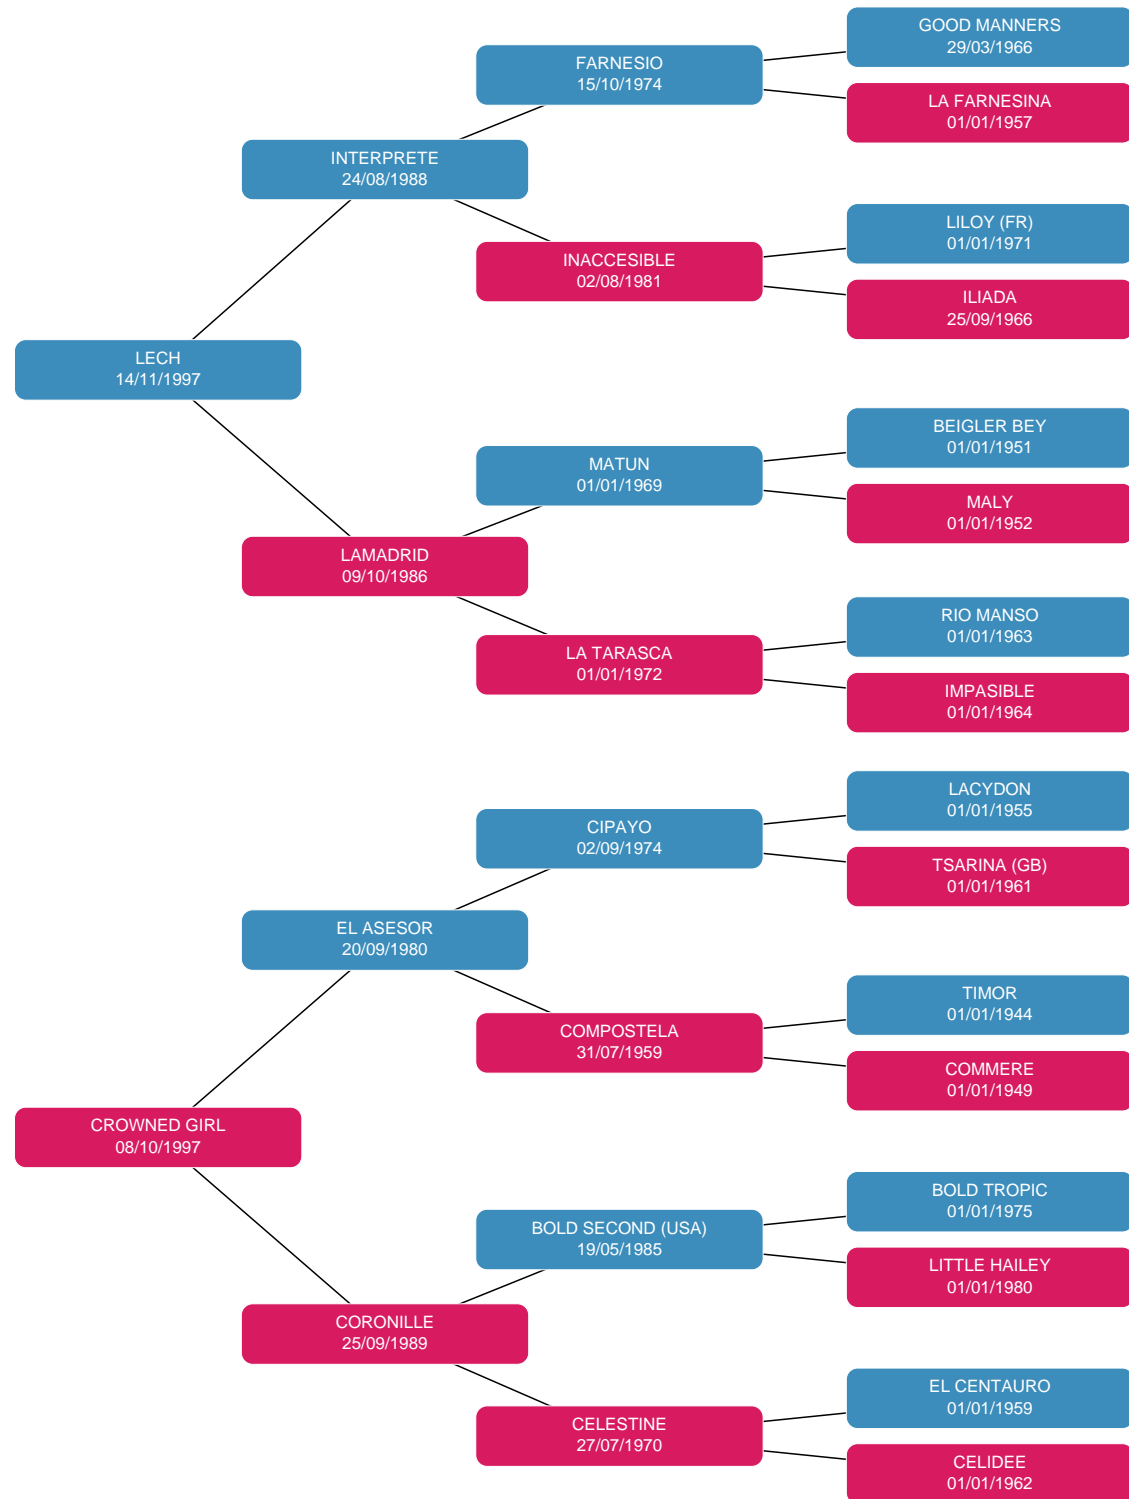 GOOD MANNERS
29/03/1966
FARNESIO
15/10/1974
LA FARNESINA
01/01/1957
INTERPRETE
24/08/1988
LILOY (FR)
01/01/1971
INACCESIBLE
02/08/1981
ILIADA
25/09/1966
LECH
14/11/1997
BEIGLER BEY
01/01/1951
MATUN
01/01/1969
MALY
01/01/1952
LAMADRID
09/10/1986
RIO MANSO
01/01/1963
LA TARASCA
01/01/1972
IMPASIBLE
01/01/1964
LACYDON
01/01/1955
CIPAYO
02/09/1974
TSARINA (GB)
01/01/1961
EL ASESOR
20/09/1980
TIMOR
01/01/1944
COMPOSTELA
31/07/1959
COMMERE
01/01/1949
CROWNED GIRL
08/10/1997
BOLD TROPIC
01/01/1975
BOLD SECOND (USA)
19/05/1985
LITTLE HAILEY
01/01/1980
CORONILLE
25/09/1989
EL CENTAURO
01/01/1959
CELESTINE
27/07/1970
CELIDEE
01/01/1962